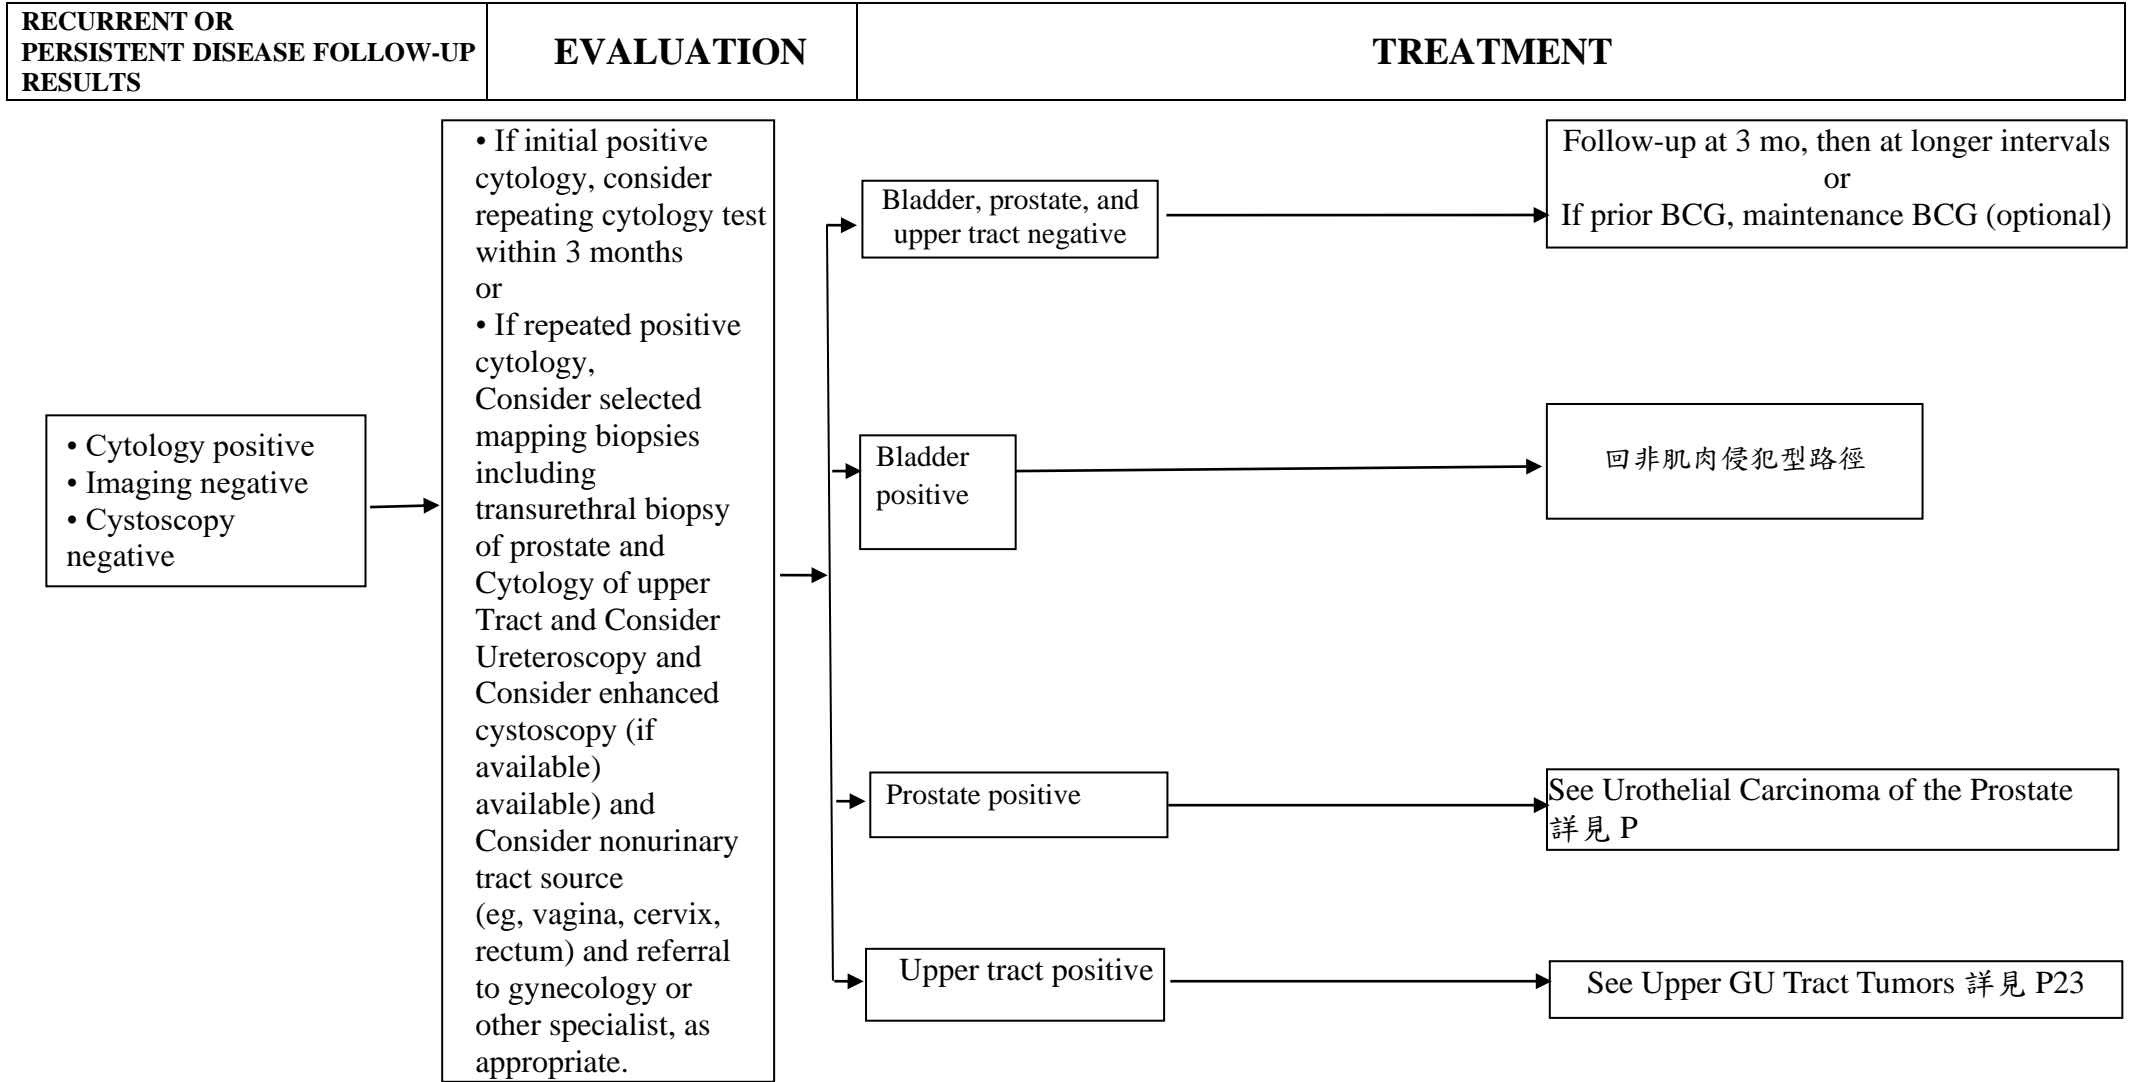 RECURRENT OR
PERSISTENT DISEASE FOLLOW-UP
RESULTS
EVALUATION
TREATMENT
• Cytology positive
• Imaging negative
• Cystoscopy
negative
• If initial positive
cytology, consider
repeating cytology test
within 3 months
or
• If repeated positive
cytology,
Consider selected
mapping biopsies
including
transurethral biopsy
of prostate and
Cytology of upper
Tract and Consider
Ureteroscopy and
Consider enhanced
cystoscopy (if
available)
available) and
Consider nonurinary
tract source
(eg, vagina, cervix,
rectum) and referral
to gynecology or
other specialist, as
appropriate.
Bladder, prostate, and
upper tract negative
Follow-up at 3 mo, then at longer intervals
or
If prior BCG, maintenance BCG (optional)
Bladder
positive
回非肌肉侵犯型路徑
Prostate positive
See Urothelial Carcinoma of the Prostate
詳見 P
Upper tract positive
See Upper GU Tract Tumors 詳見 P23